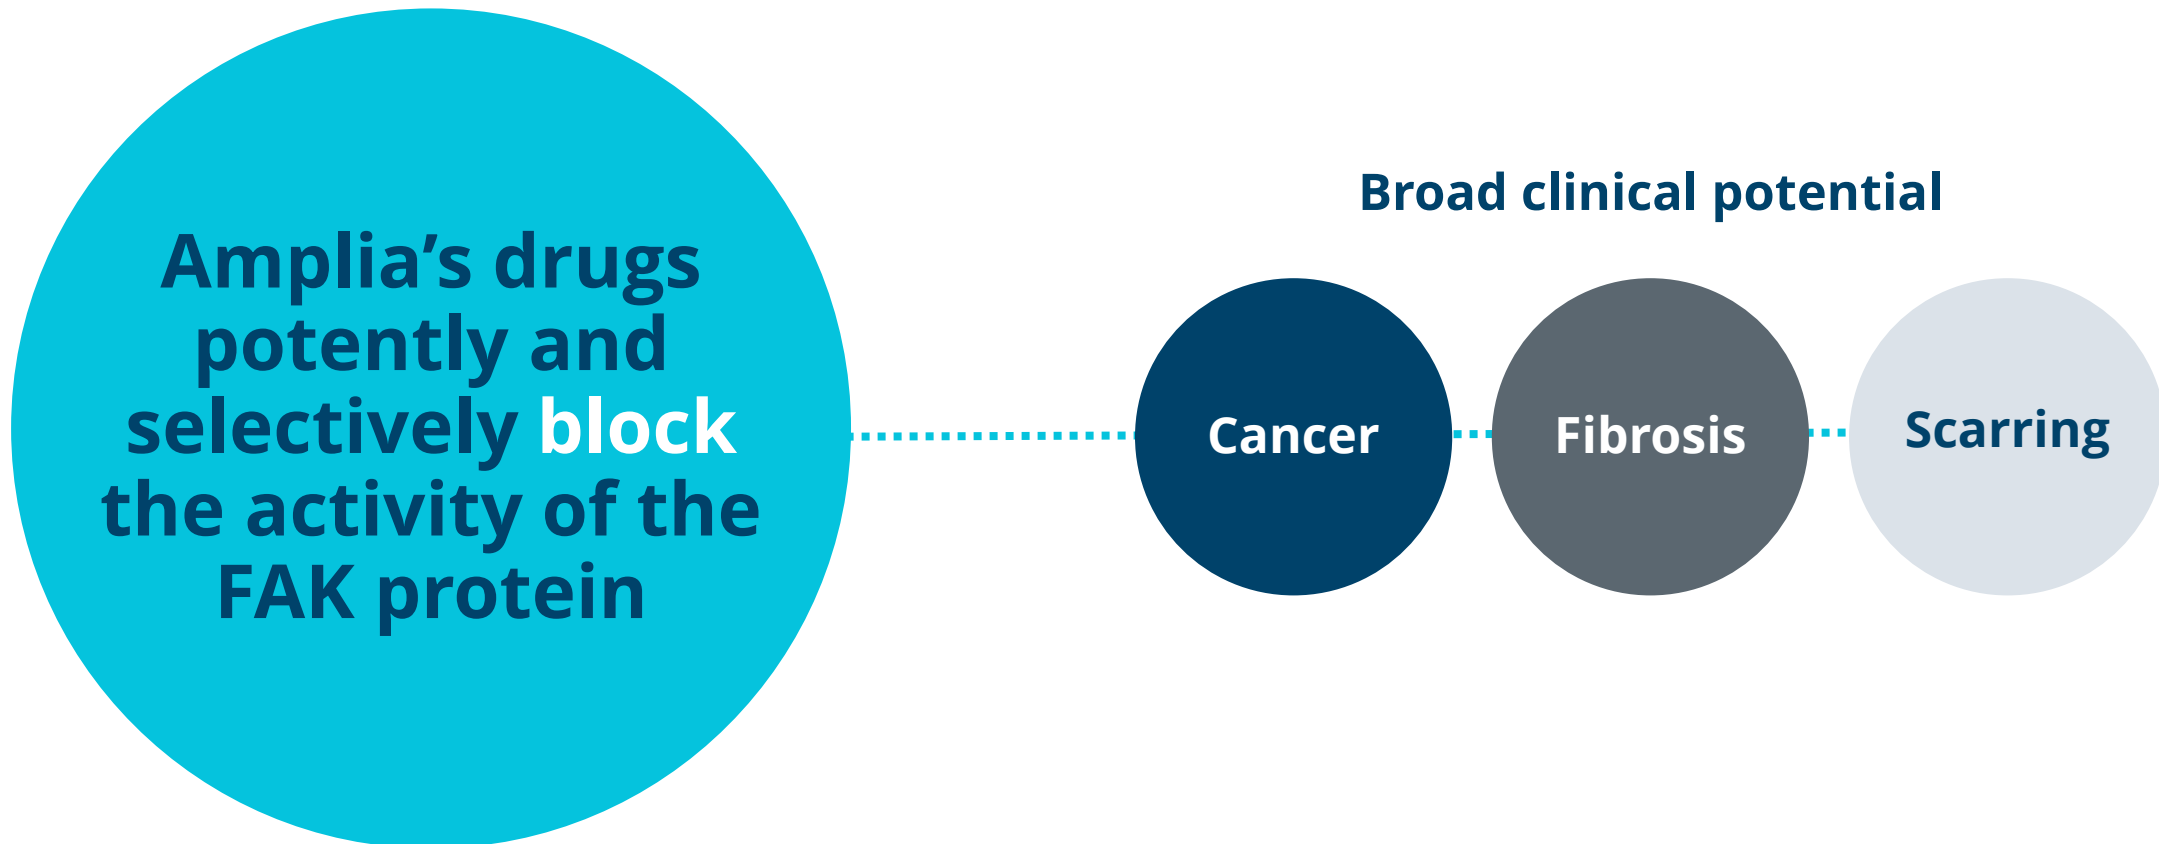 Amplia’s drugs
potently and
selectively block
the activity of the
FAK protein
Broad clinical potential
Cancer
Fibrosis
Scarring